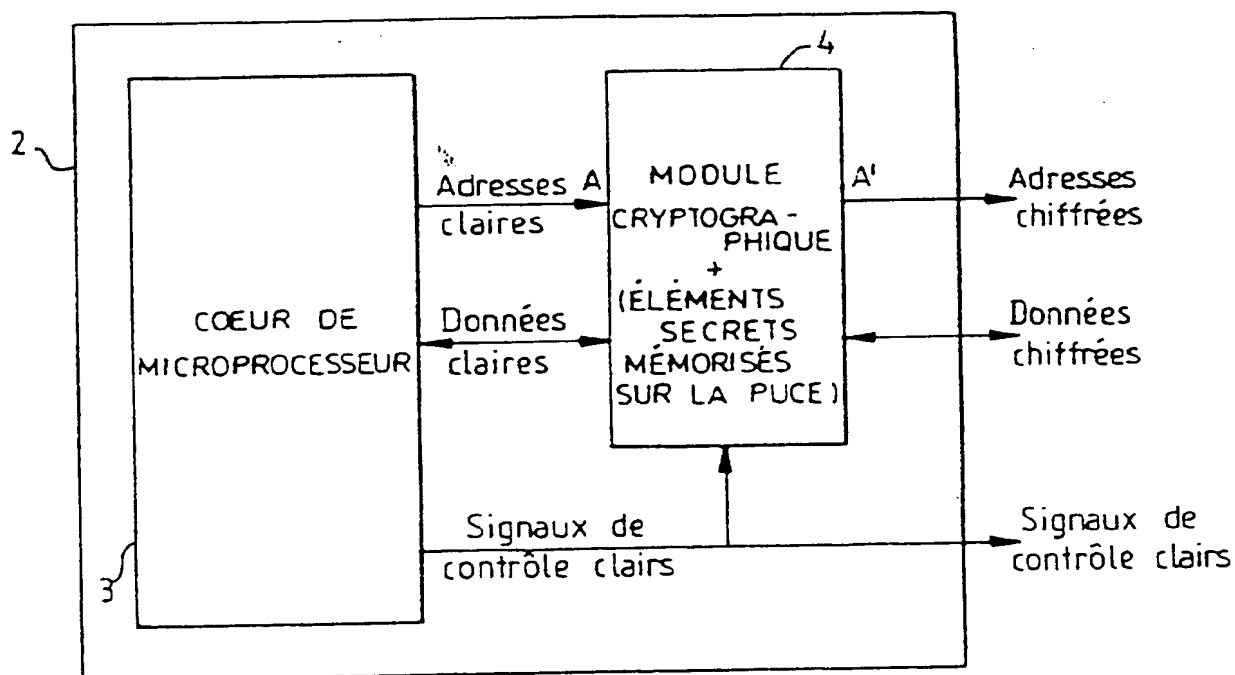 4
2
Adresses A
claires
MODULE
CRYPTOGRA-
PHIQUE
+
(ÉLÉMENTS
SECRETS
MÉMORISÉS
SUR LA PUCE)
A'
Adresses
chiffrées
COEUR DE
MICROPROCESSEUR
Données
claires
Données
chiffrées
3
Signaux de
contrôle clairs
Signaux de
contrôle clairs